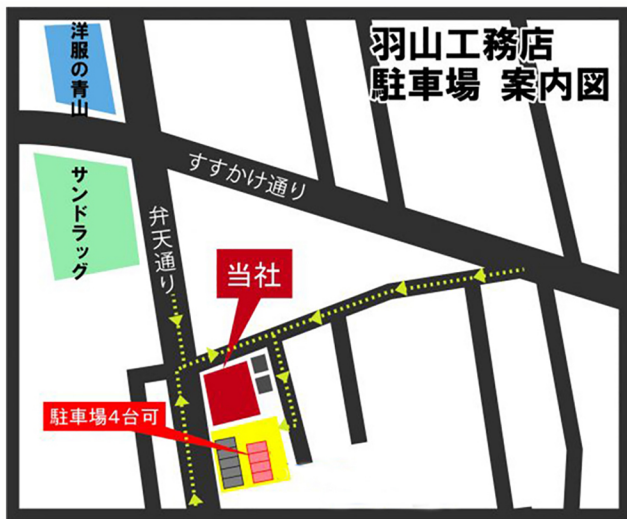 羽山工務店
駐車場 案内図
洋服の青山
サンドラッグ
すずかけ通り
弁天通り
当社
駐車場4台可